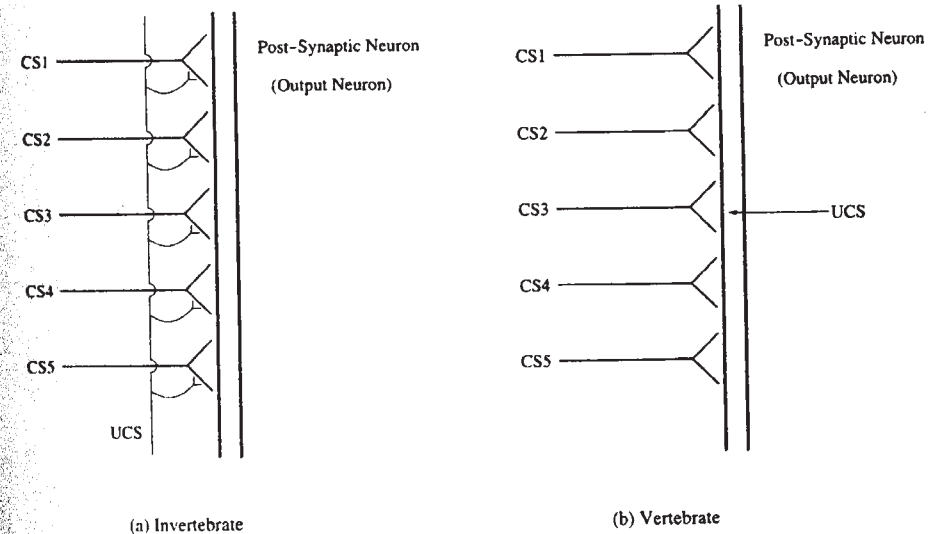 CS1
CS2
CS3
CS4
CS5
UCS
Post-Synaptic Neuron
(Output Neuron)
(a) Invertebrate
CS1
CS2
CS3
CS4
CS5
Post-Synaptic Neuron
(Output Neuron)
UCS
(b) Vertebrate